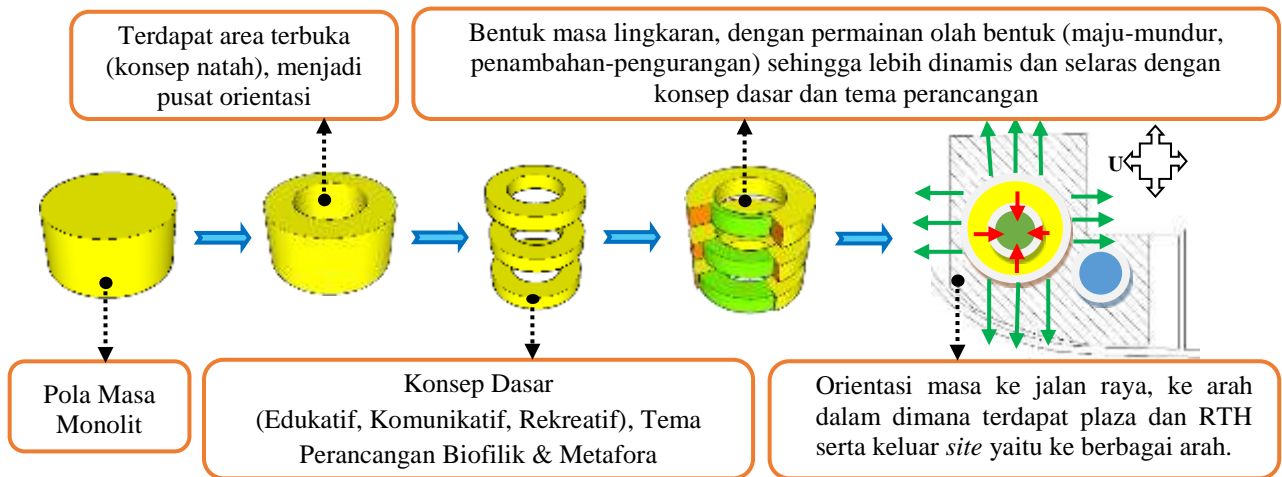 Terdapat area terbuka
(konsep natah), menjadi
pusat orientasi
Bentuk masa lingkaran, dengan permainan olah bentuk (maju-mundur,
penambahan-pengurangan) sehingga lebih dinamis dan selaras dengan
konsep dasar dan tema perancangan
U
Pola Masa
Monolit
Konsep Dasar
(Edukatif, Komunikatif, Rekreatif), Tema
Perancangan Biofilik & Metafora
Orientasi masa ke jalan raya, ke arah
dalam dimana terdapat plaza dan RTH
serta keluar site yaitu ke berbagai arah.